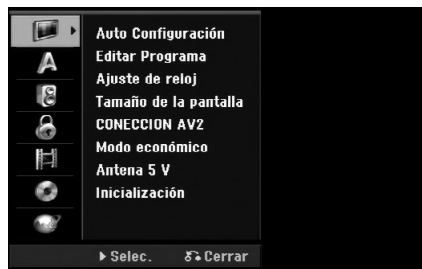 Auto Configuración
Editar Programa
Ajuste de reloj
Tamaño de la pantalla
CONECCION AV2
Modo económico
Antena 5 V
Inicialización
Selec. Cerrar